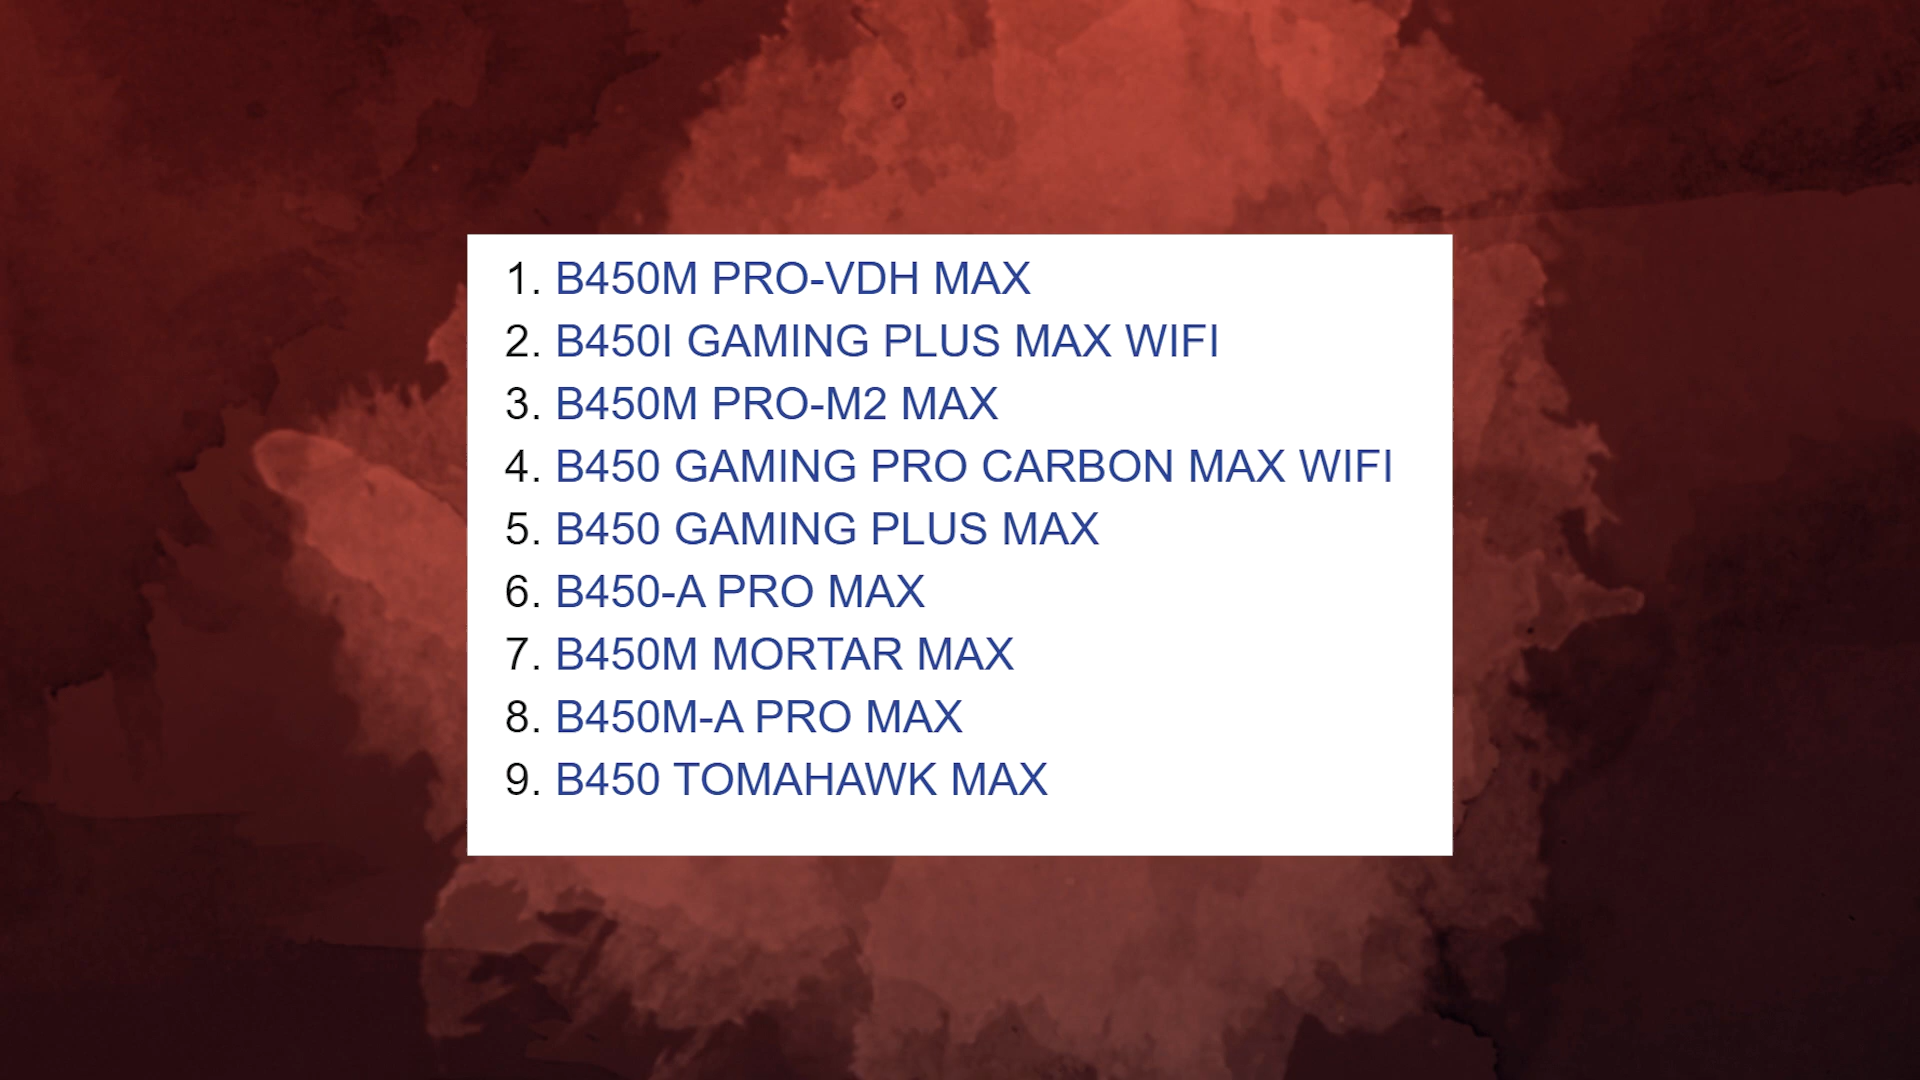 1. B450M PRO-VDH MAX
2. B450I GAMING PLUS MAX WIFI
3. B450M PRO-M2 MAX
4. B450 GAMING PRO CARBON MAX WIFI
5. B450 GAMING PLUS MAX
6. B450-A PRO MAX
7. B450M MORTAR MAX
8. B450M-A PRO MAX
9. B450 TOMAHAWK MAX